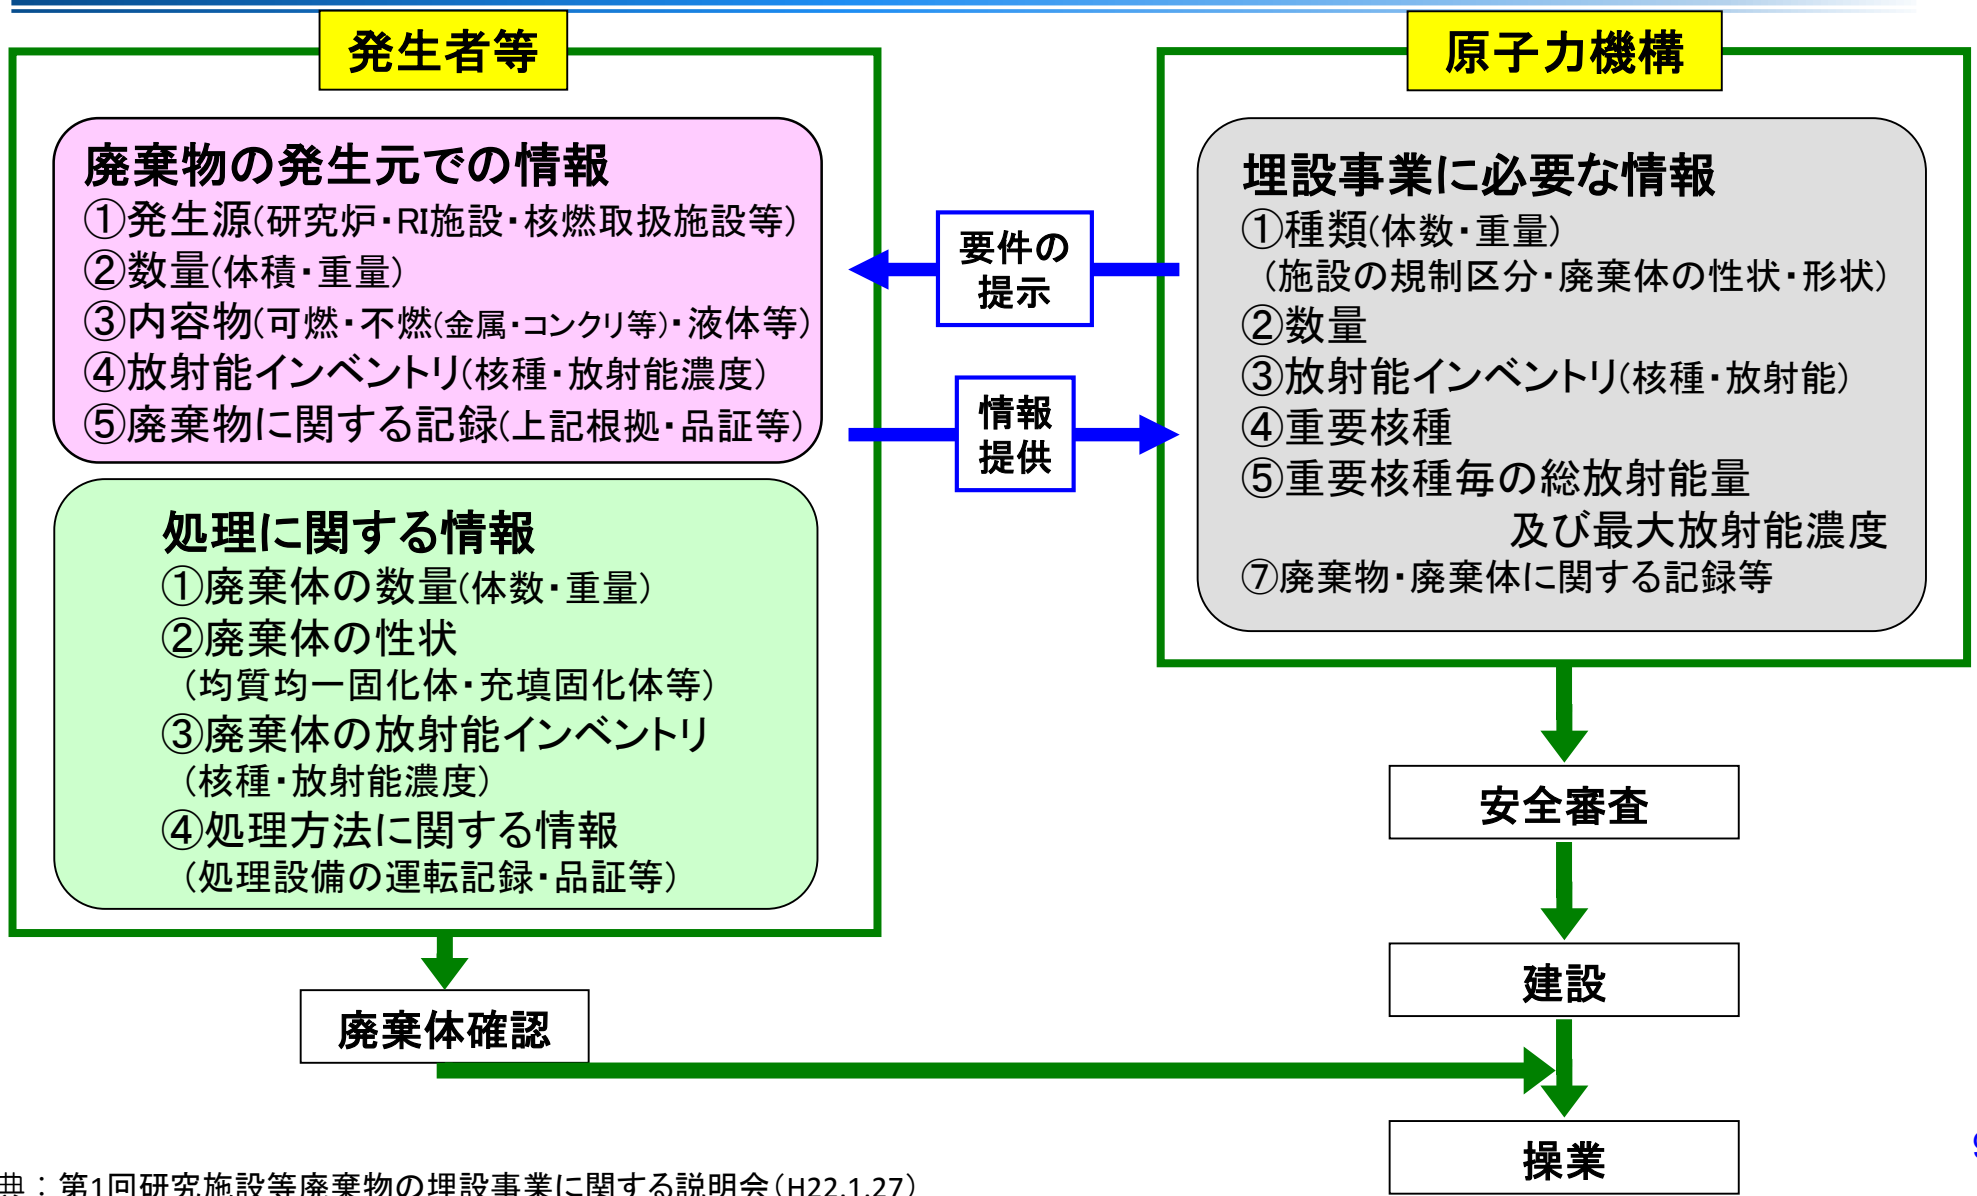 発生者等
廃棄物の発生元での情報
①発生源(研究炉・RI施設・核燃取扱施設等)
②数量(体積・重量)
③内容物(可燃・不燃(金属・コンクリ等)・液体等)
④放射能インベントリ(核種・放射能濃度)
⑤廃棄物に関する記録(上記根拠・品証等)
処理に関する情報
①廃棄体の数量(体数・重量)
②廃棄体の性状
(均質均一固化体・充填固化体等)
③廃棄体の放射能インベントリ
(核種・放射能濃度)
④処理方法に関する情報
(処理設備の運転記録・品証等)
廃棄体確認
要件の
提示
情報
提供
原子力機構
埋設事業に必要な情報
①種類(体数・重量)
(施設の規制区分・廃棄体の性状・形状)
②数量
③放射能インベントリ(核種・放射能)
④重要核種
⑤重要核種毎の総放射能量
及び最大放射能濃度
⑦廃棄物・廃棄体に関する記録等
安全審査
建設
操業
典：第1回研究施設等廃棄物の埋設事業に関する説明会(H22.1.27)